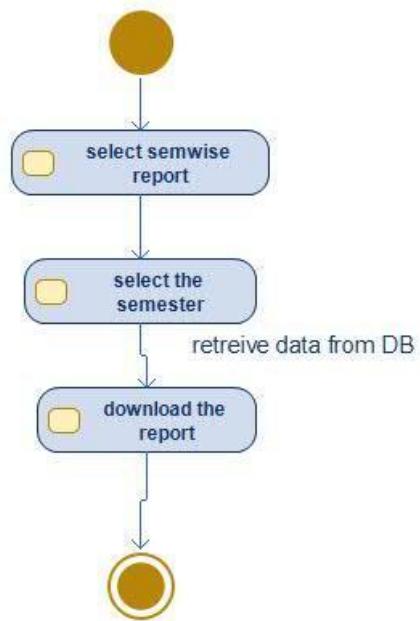 select semwise
report
select the
semester
retreive data from DB
download the
report